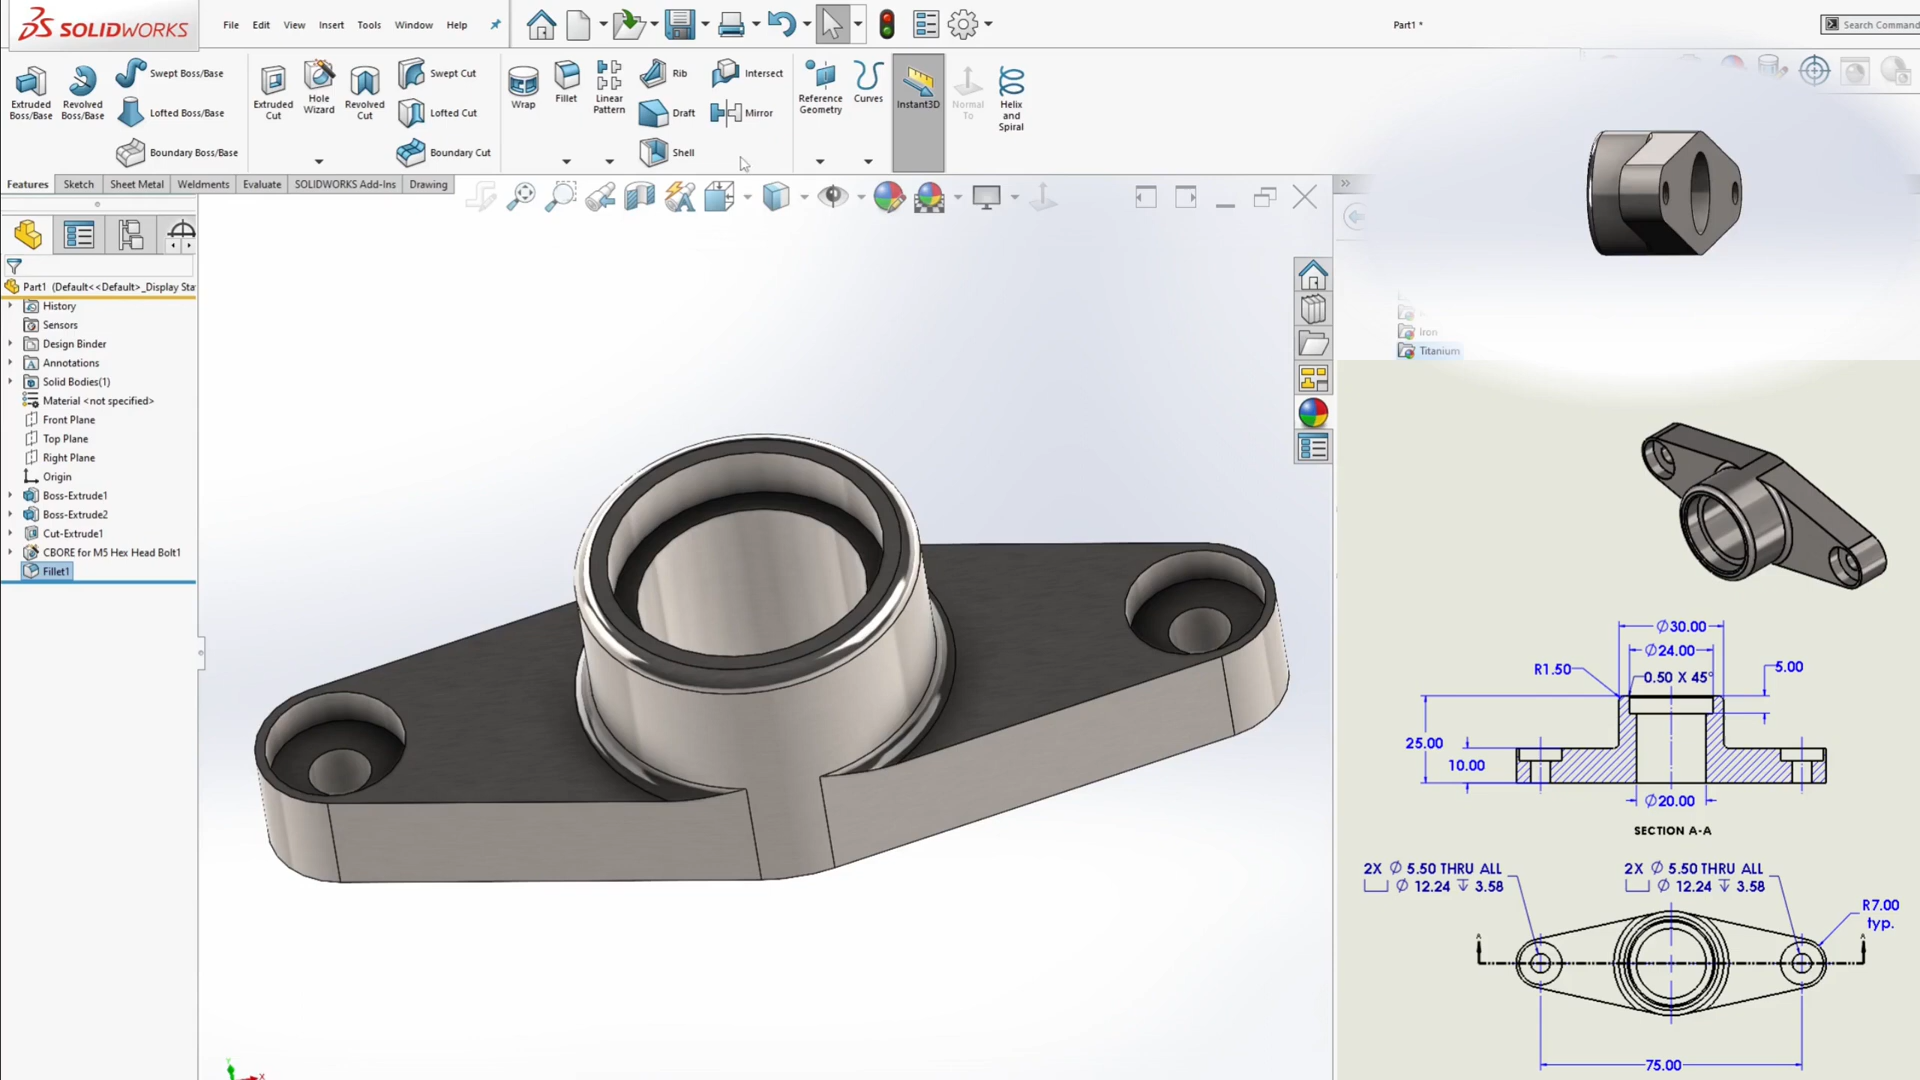 SOLIDWORKS
File Edit View Insert Tools Window Help
Part1 *
Search Command
Extruded Boss/Base
Revolved Boss/Base
Swept Boss/Base
Lofted Boss/Base
Boundary Boss/Base
Extruded Cut
Hole Wizard
Revolved Cut
Swept Cut
Lofted Cut
Boundary Cut
Wrap
Fillet
Linear Pattern
Rib
Draft
Shell
Intersect
Mirror
Reference Geometry
Curves
Instant3D
Normal To
Helix and Spiral
Features Sketch Sheet Metal Weldments Evaluate SOLIDWORKS Add-Ins Drawing
Part1 (Default<<Default>_Display Sta
History
Sensors
Design Binder
Annotations
Solid Bodies(1)
Material <not specified>
Front Plane
Top Plane
Right Plane
Origin
Boss-Extrude1
Boss-Extrude2
Cut-Extrude1
CBORE for M5 Hex Head Bolt1
Fillet1
Y
X
Iron
Titanium
∅30.00
∅24.00
R1.50
0.50 X 45°
5.00
25.00
10.00
∅20.00
SECTION A-A
2X ∅ 5.50 THRU ALL
⌴ ∅ 12.24 ↧ 3.58
2X ∅ 5.50 THRU ALL
⌴ ∅ 12.24 ↧ 3.58
R7.00
typ.
A
A
75.00